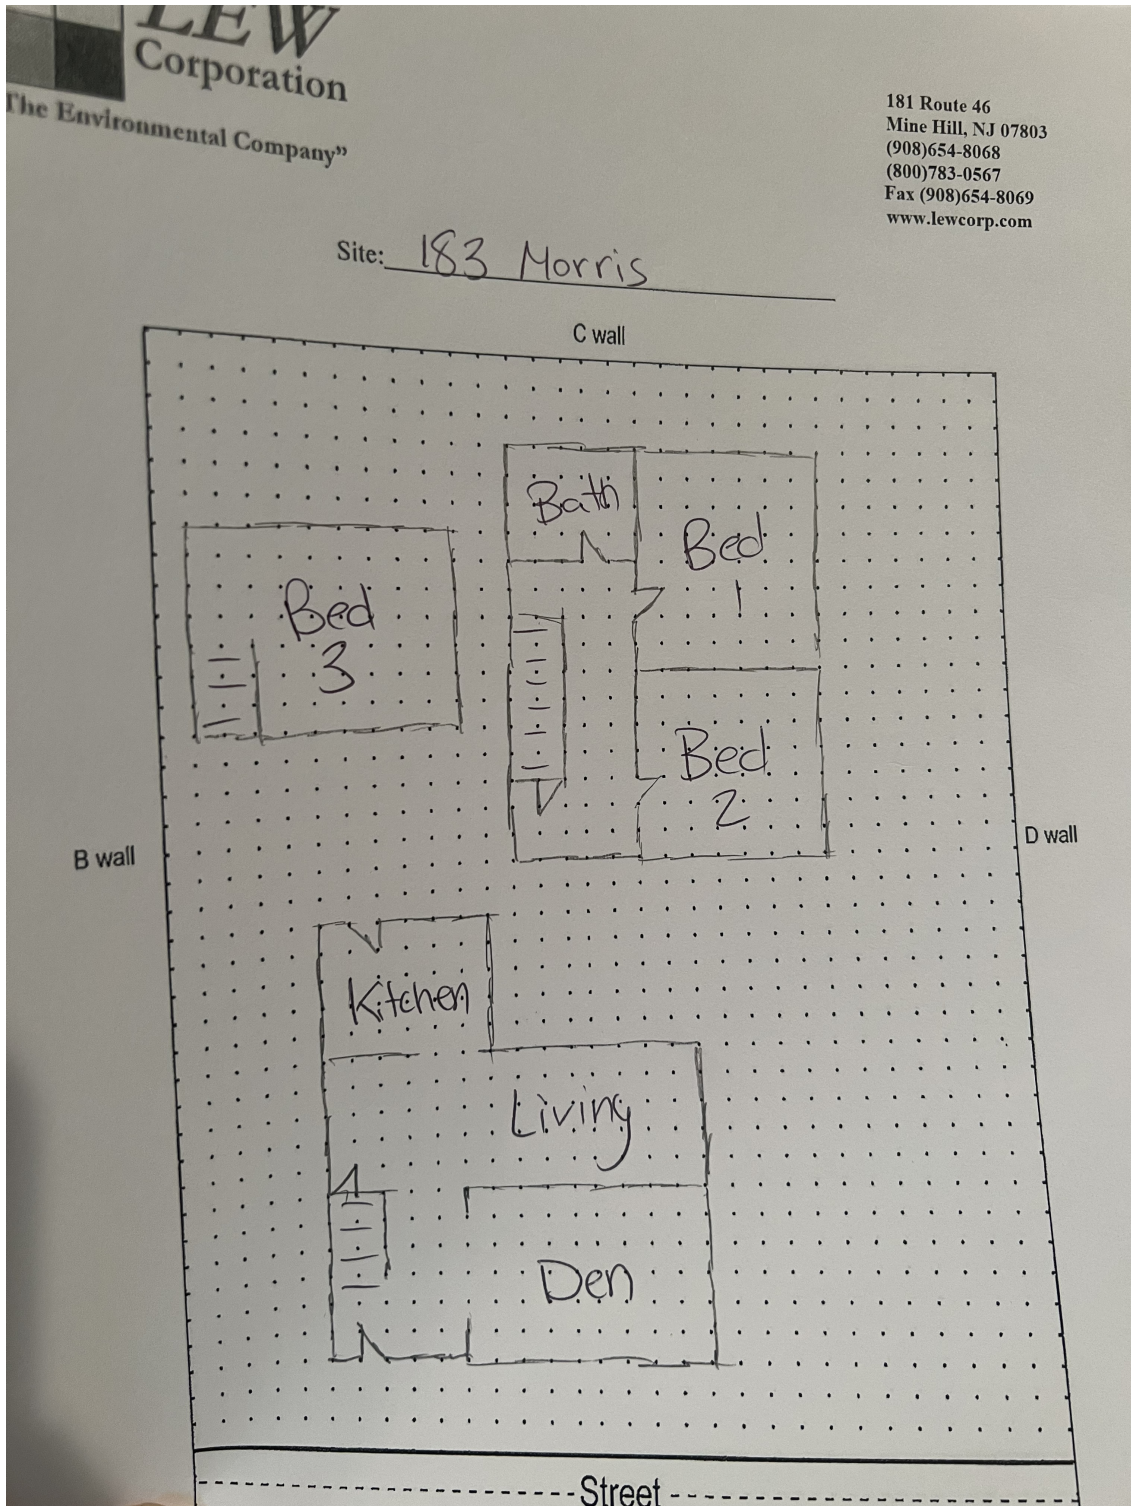 LEW
Corporation
The Environmental Company”
181 Route 46
Mine Hill, NJ 07803
(908)654-8068
(800)783-0567
Fax (908)654-8069
www.lewcorp.com
Site: 183 Morris
C wall
Bath
Bed
1
Bed
3
Bed
2
B wall
D wall
Kitchen
Living
Den
Street